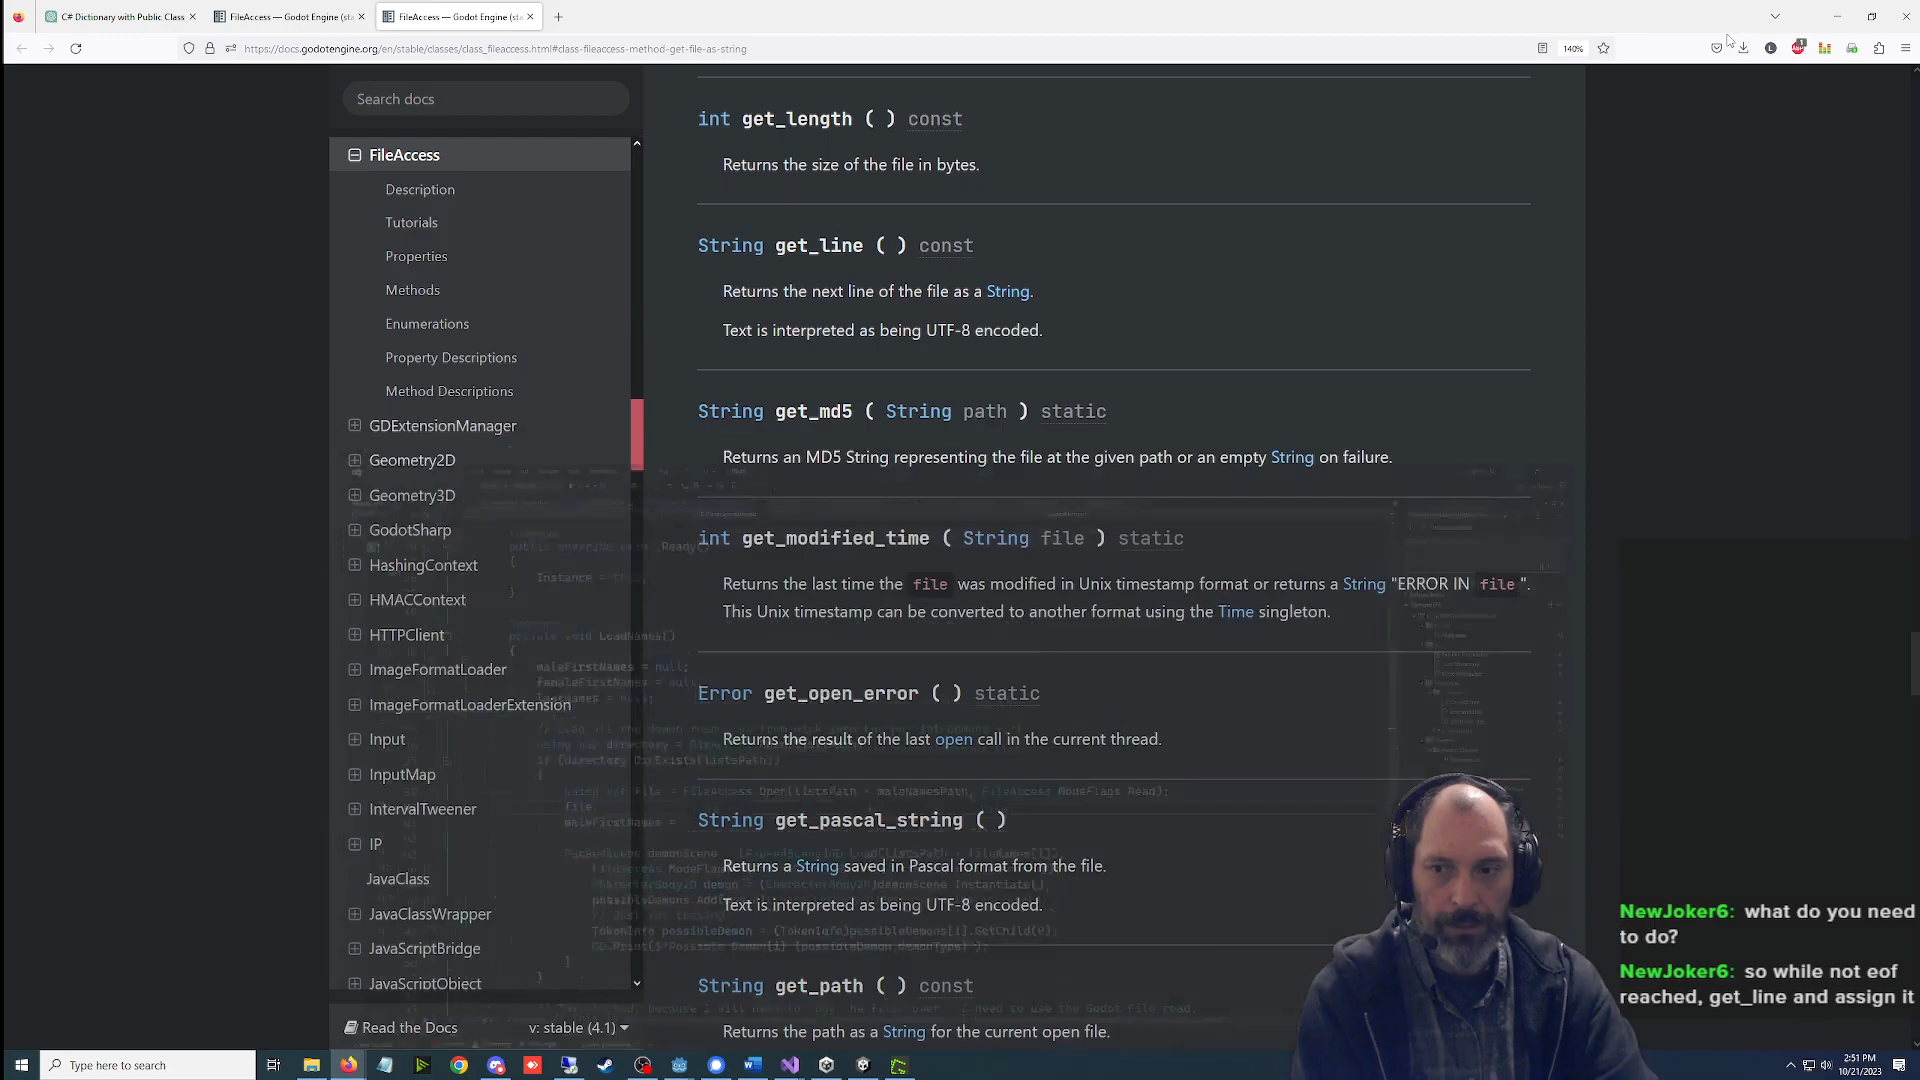 C# Dictionary with Public Class
FileAccess — Godot Engine (sta
FileAccess — Godot Engine (sta
https://docs.godotengine.org/en/stable/classes/class_fileaccess.html#class-fileaccess-method-get-file-as-string
140%
Search docs
FileAccess
Description
Tutorials
Properties
Methods
Enumerations
Property Descriptions
Method Descriptions
GDExtensionManager
Geometry2D
Geometry3D
GodotSharp
HashingContext
HMACContext
HTTPClient
ImageFormatLoader
ImageFormatLoaderExtension
Input
InputMap
IntervalTweener
IP
JavaClass
JavaClassWrapper
JavaScriptBridge
JavaScriptObject
Read the Docs
v: stable (4.1)
int get_length ( ) const
Returns the size of the file in bytes.
String get_line ( ) const
Returns the next line of the file as a String.
Text is interpreted as being UTF-8 encoded.
String get_md5 ( String path ) static
Returns an MD5 String representing the file at the given path or an empty String on failure.
int get_modified_time ( String file ) static
Returns the last time the file was modified in Unix timestamp format or returns a String "ERROR IN file ".
This Unix timestamp can be converted to another format using the Time singleton.
Error get_open_error ( ) static
Returns the result of the last open call in the current thread.
String get_pascal_string ( )
Returns a String saved in Pascal format from the file.
Text is interpreted as being UTF-8 encoded.
String get_path ( ) const
Returns the path as a String for the current open file.
NewJoker6: what do you need
to do?
NewJoker6: so while not eof
reached, get_line and assign it
Type here to search
2:51 PM
10/21/2023